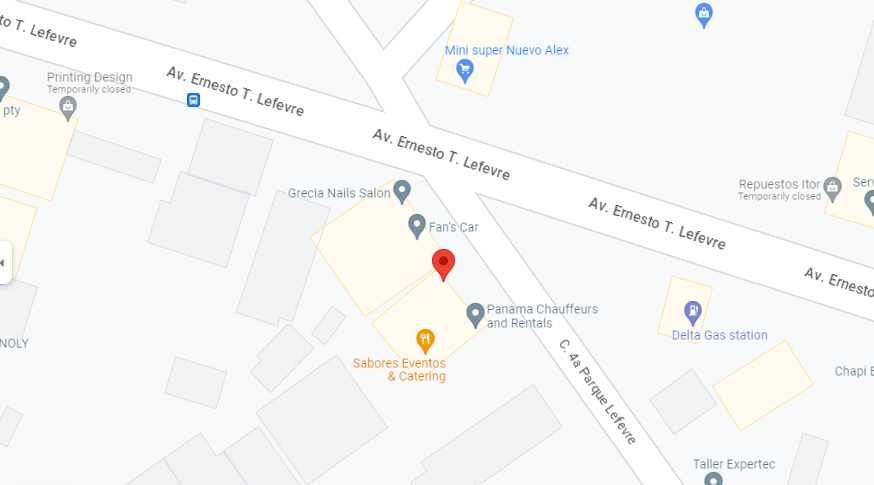 to T. Lefevre
Av. Ernesto T. Lefevre
Mini super Nuevo Alex
Printing Design
Temporarily closed
pty
Av. Ernesto T. Lefevre
Grecia Nails Salon
Fan's Car
Repuestos Itor
Temporarily closed
Serv
Av. Ernesto T. Lefevre
Av. Ernesto
Panama Chauffeurs
and Rentals
Delta Gas station
NOLY
C. 4a Parque Lefevre
Sabores Eventos
& Catering
Chapi E
Taller Expertec